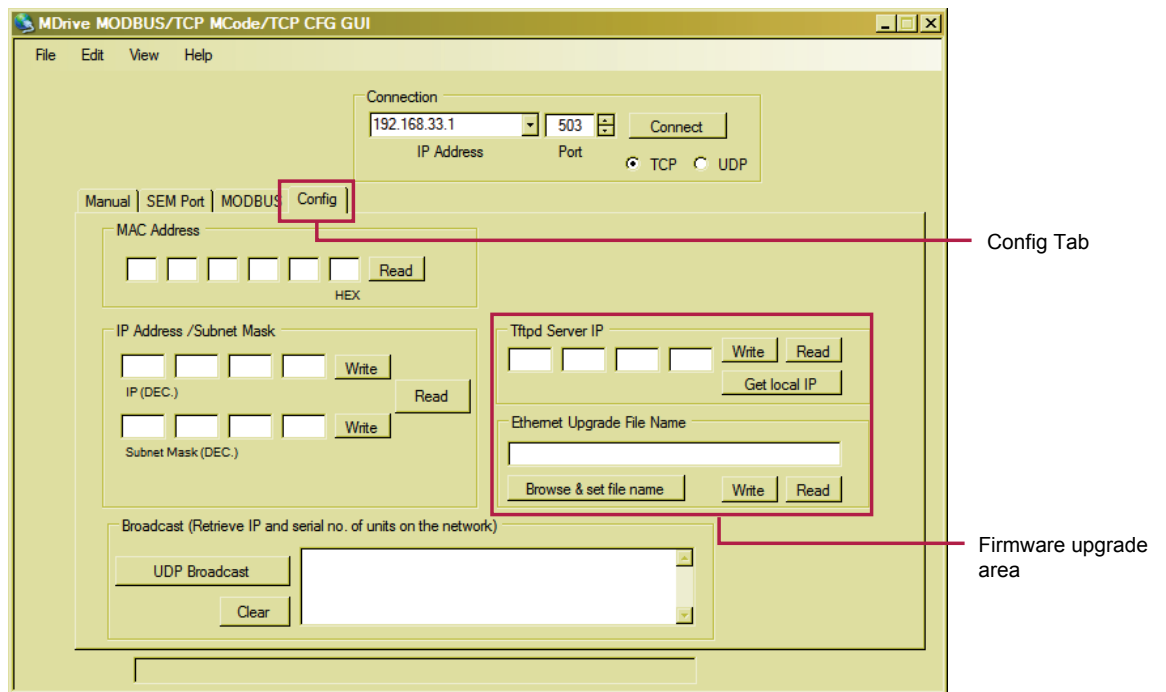 MDrive MODBUS/TCP MCode/TCP CFG GUI
File Edit View Help
Connection
192.168.33.1 503 Connect
IP Address Port
TCP UDP
Manual SEM Port MODBUS Config
MAC Address
Read
HEX
Config Tab
IP Address /Subnet Mask
Write
IP (DEC.)
Read
Write
Subnet Mask (DEC.)
Tftpd Server IP
Write Read
Get local IP
Ethernet Upgrade File Name
Browse & set file name Write Read
Firmware upgrade
area
Broadcast (Retrieve IP and serial no. of units on the network)
UDP Broadcast
Clear